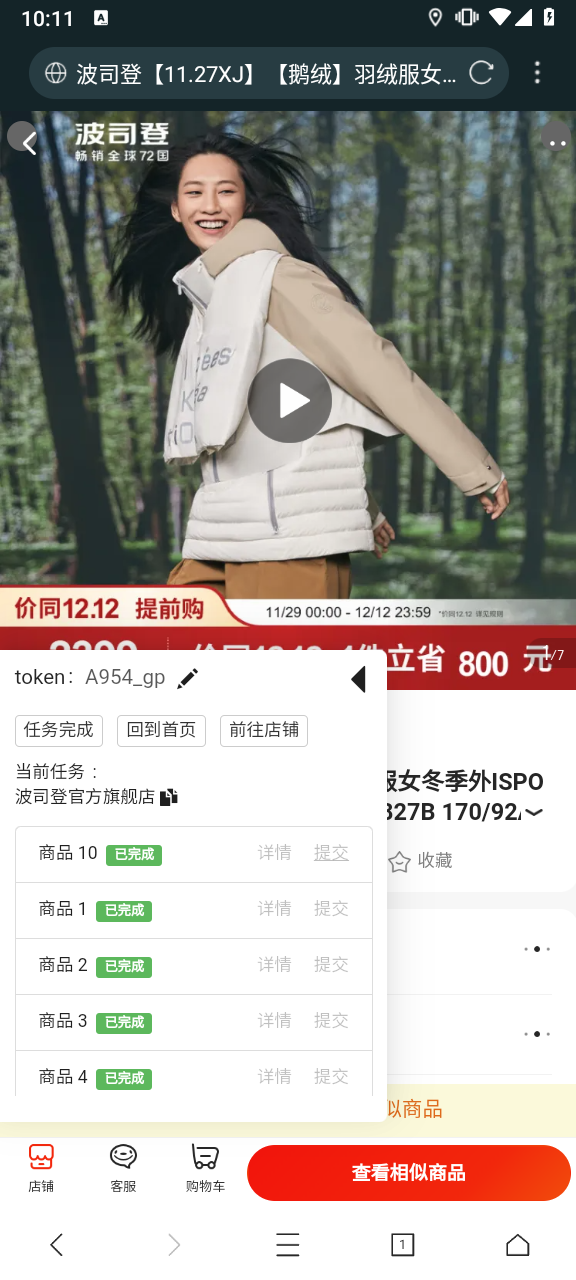 10:11
波司登【11.27XJ】【鹅绒】羽绒服女...
波司登
畅销全球72国
价同12.12 提前购
11/29 00:00 - 12/12 23:59 *价同12.12 详见规则
立省 800 元
1/7
token： A954_gp
任务完成 回到首页 前往店铺
当前任务：
波司登官方旗舰店
服女冬季外ISPO
327B 170/92/
收藏
商品 10 已完成 详情 提交
商品 1 已完成 详情 提交
商品 2 已完成 详情 提交
商品 3 已完成 详情 提交
商品 4 已完成 详情 提交
似商品
店铺 客服 购物车 查看相似商品
1